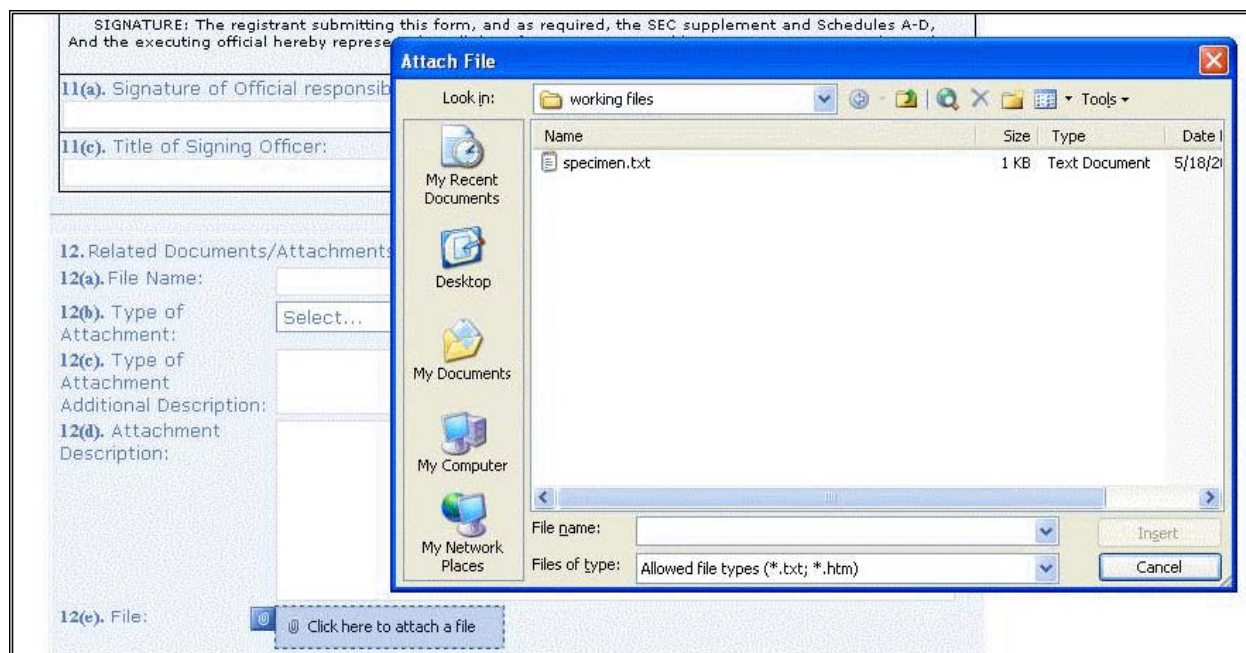 SIGNATURE: The registrant submitting this form, and as required, the SEC supplement and Schedules A-D,
And the executing official hereby
11(a). Signature of Official
11(c). Title of Signing Officer:
12. Related Documents/Attachments
12(a). File Name:
12(b). Type of
Attachment:
Select...
12(c). Type of
Attachment
Additional Description:
12(d). Attachment
Description:
12(e). File:
Click here to attach a file
Attach File
Look in:
working files
Tools
My Recent
Documents
Desktop
My Documents
My Computer
My Network
Places
Name
Size
Type
Date
specimen.txt
1 KB
Text Document
5/18/2
File name:
Insert
Files of type:
Allowed file types (*.txt; *.htm)
Cancel